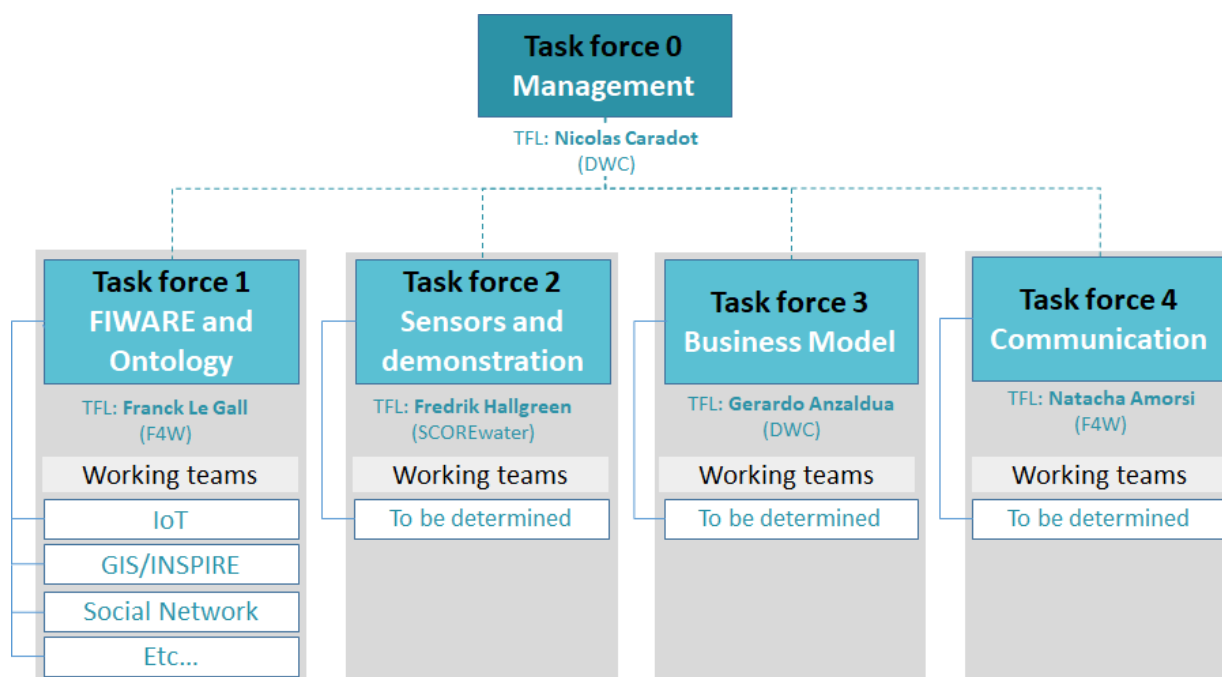 Task force 0
Management
TFL: Nicolas Caradot
(DWC)
Task force 1
FIWARE and
Ontology
TFL: Franck Le Gall
(F4W)
Working teams
IoT
GIS/INSPIRE
Social Network
Etc...
Task force 2
Sensors and
demonstration
TFL: Fredrik Hallgreen
(SCOREwater)
Working teams
To be determined
Task force 3
Business Model
TFL: Gerardo Anzaldua
(DWC)
Working teams
To be determined
Task force 4
Communication
TFL: Natacha Amorsi
(F4W)
Working teams
To be determined